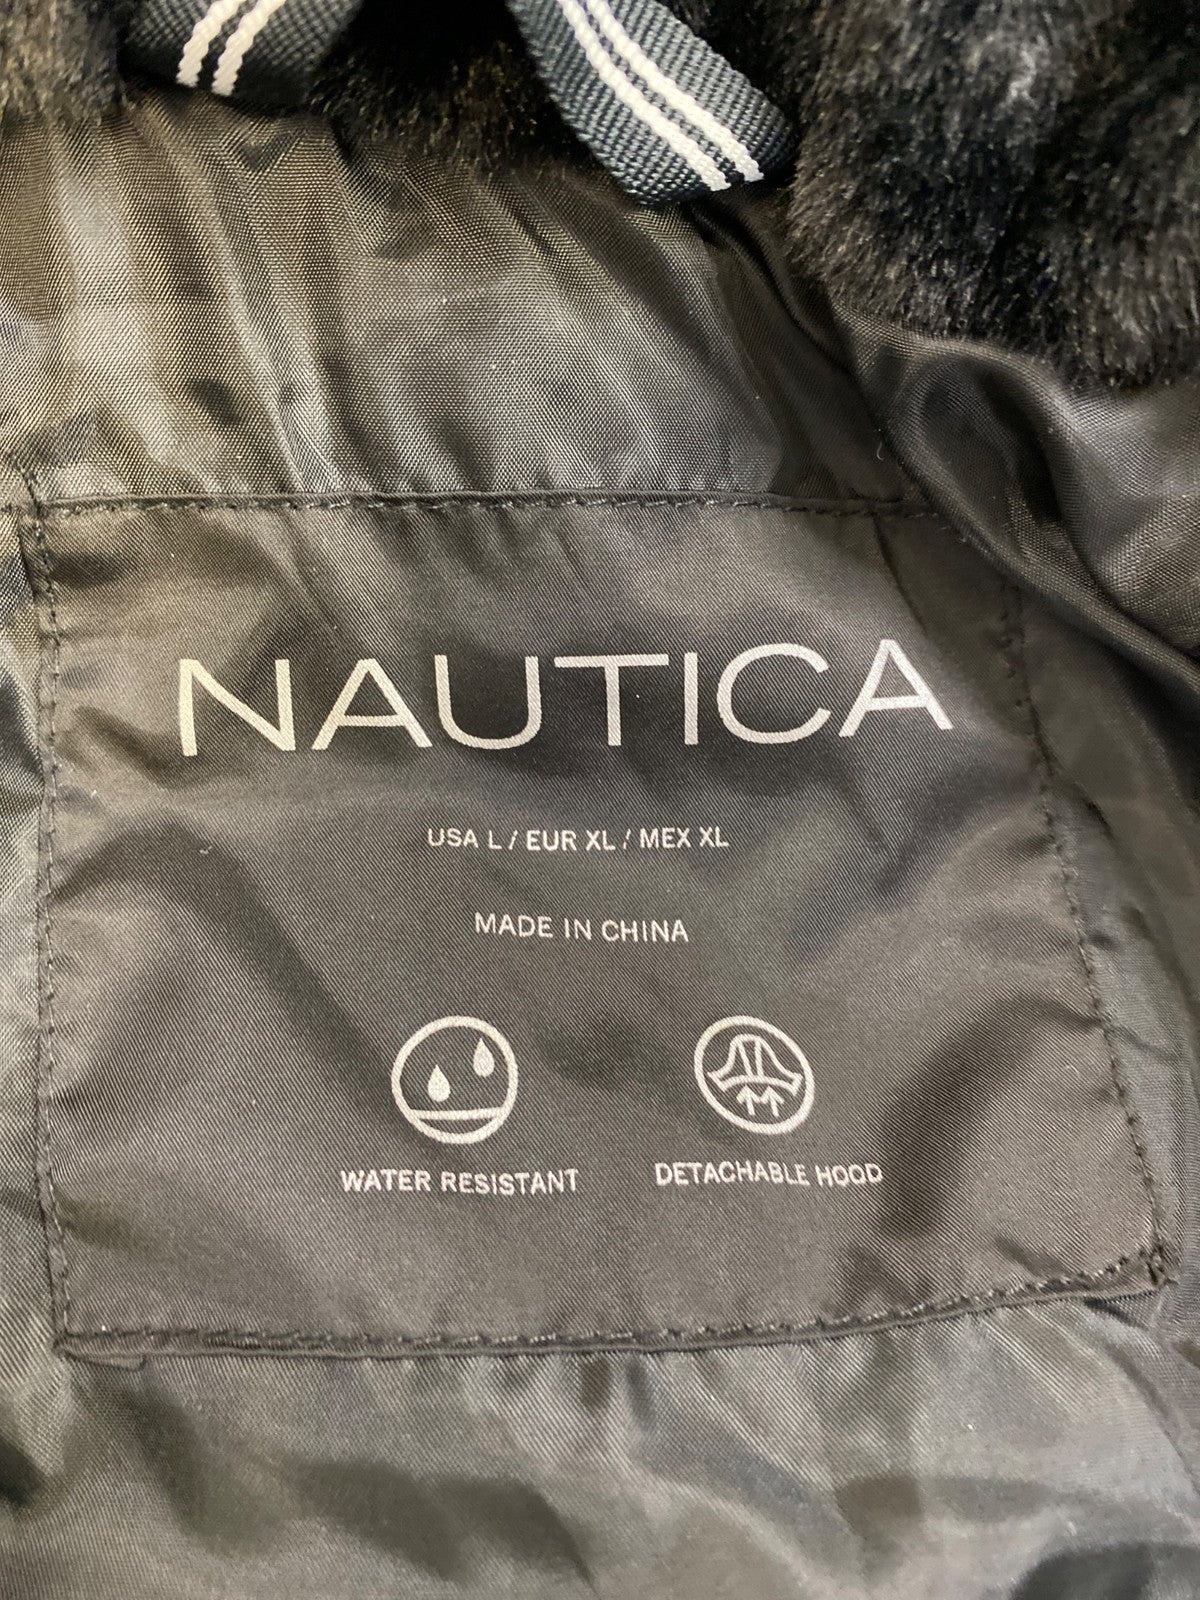 NAUTICA
USA L / EUR XL / MEX XL
MADE IN CHINA
WATER RESISTANT
DETACHABLE HOOD